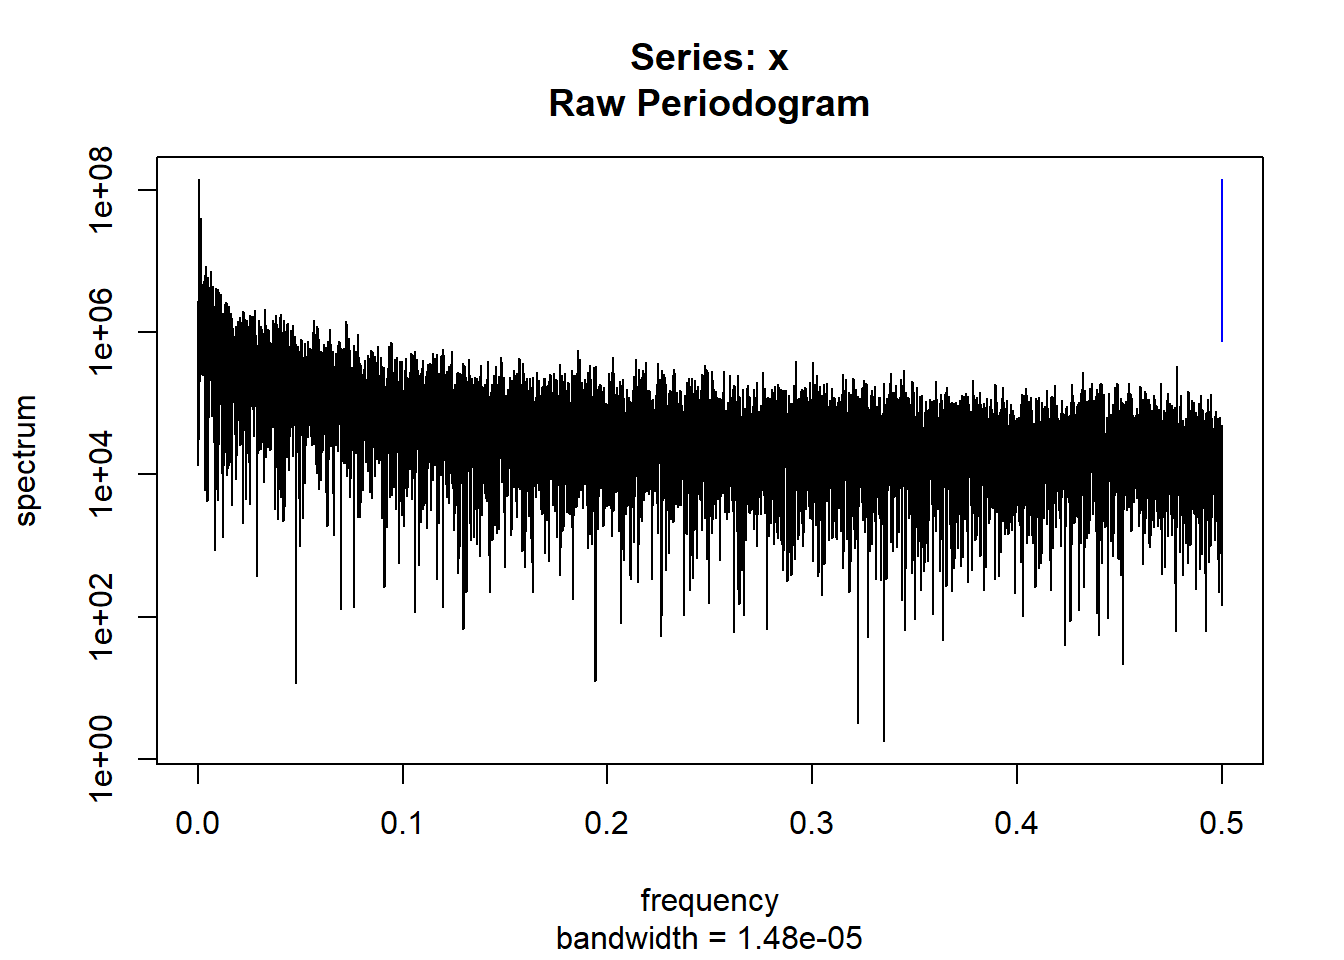 Series: x
Raw Periodogram
1e+08
1e+06
1e+04
1e+02
1e+00
spectrum
0.0 0.1 0.2 0.3 0.4 0.5
frequency
bandwidth = 1.48e-05